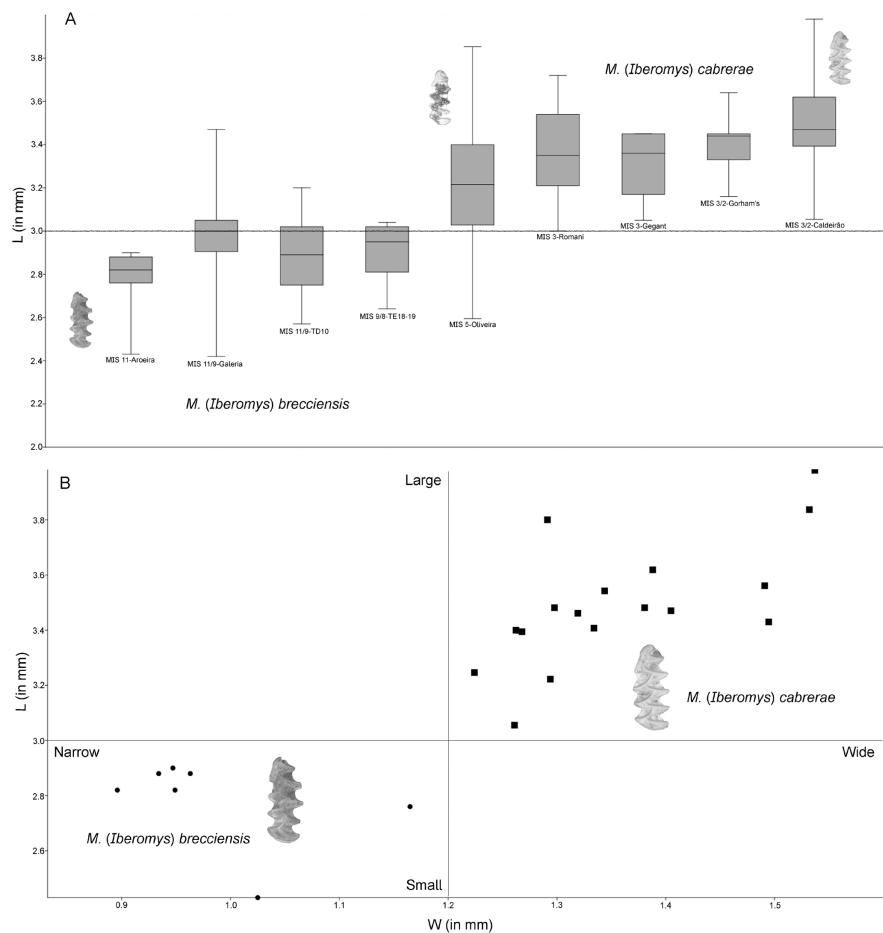 A
L (in mm)
3.8
3.6
3.4
3.2
3.0
2.8
2.6
2.4
2.2
2.0
M. (Iberomys) cabrerae
MIS 3/2-Gorham's
MIS 3-Gegant
MIS 3/2-Caldeirão
MIS 3-Romaní
MIS 9/8-TE18-19
MIS 5-Oliveira
MIS 11/9-TD10
MIS 11-Aroeira
MIS 11/9-Galeria
M. (Iberomys) brecciensis
B
Large
L (in mm)
3.8
3.6
3.4
3.2
3.0
2.8
2.6
M. (Iberomys) cabrerae
Narrow
Wide
M. (Iberomys) brecciensis
Small
0.9 1.0 1.1 1.2 1.3 1.4 1.5
W (in mm)